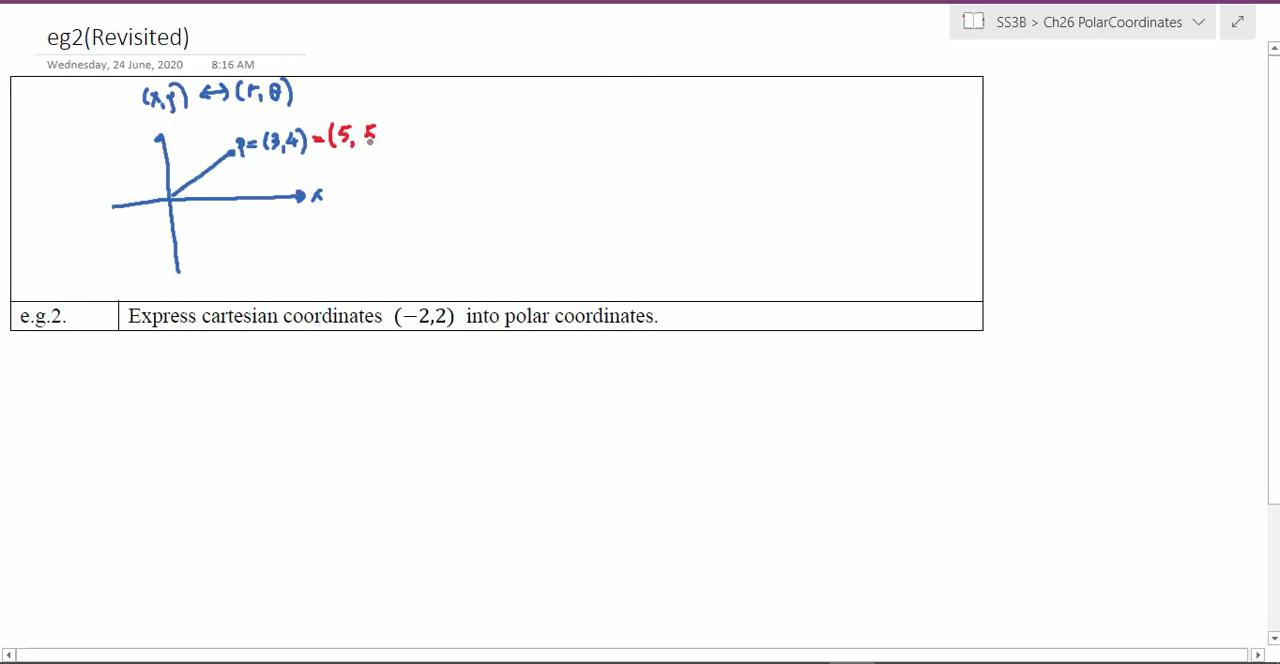 SS3B > Ch26 PolarCoordinates
eg2(Revisited)
Wednesday, 24 June, 2020 8:16 AM
(x,y) ↔ (r, θ)
P = (3,4) = (5, 5
x
e.g.2. Express cartesian coordinates (−2,2) into polar coordinates.